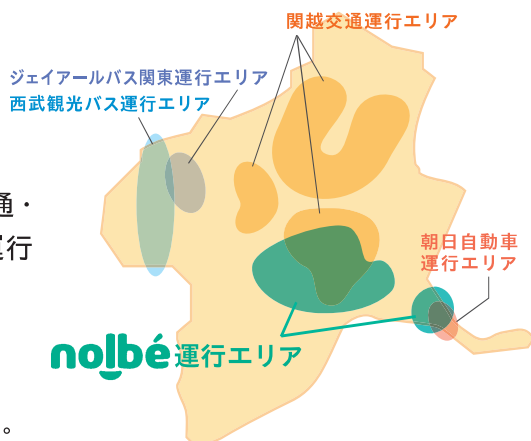 関越交通運行エリア
ジェイアールバス関東運行エリア
西武観光バス運行エリア
通・
運行
朝日自動車
運行エリア
nolbé運行エリア
。